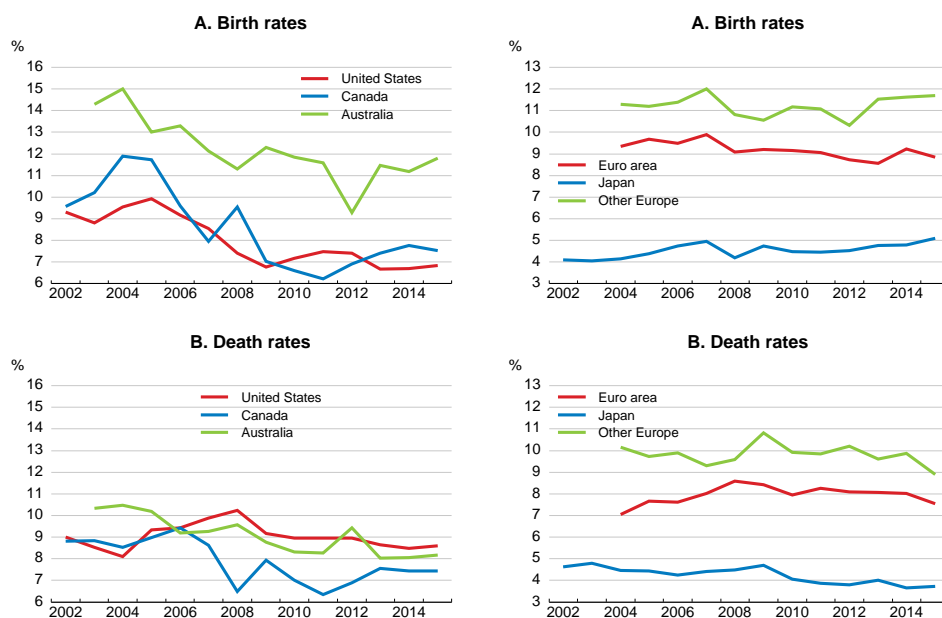 A. Birth rates
%
16
15
14
13
12
11
10
9
8
7
6
United States
Canada
Australia
2002 2004 2006 2008 2010 2012 2014
A. Birth rates
%
13
12
11
10
9
8
7
6
5
4
3
Euro area
Japan
Other Europe
2002 2004 2006 2008 2010 2012 2014
B. Death rates
%
16
15
14
13
12
11
10
9
8
7
6
United States
Canada
Australia
2002 2004 2006 2008 2010 2012 2014
B. Death rates
%
13
12
11
10
9
8
7
6
5
4
3
Euro area
Japan
Other Europe
2002 2004 2006 2008 2010 2012 2014